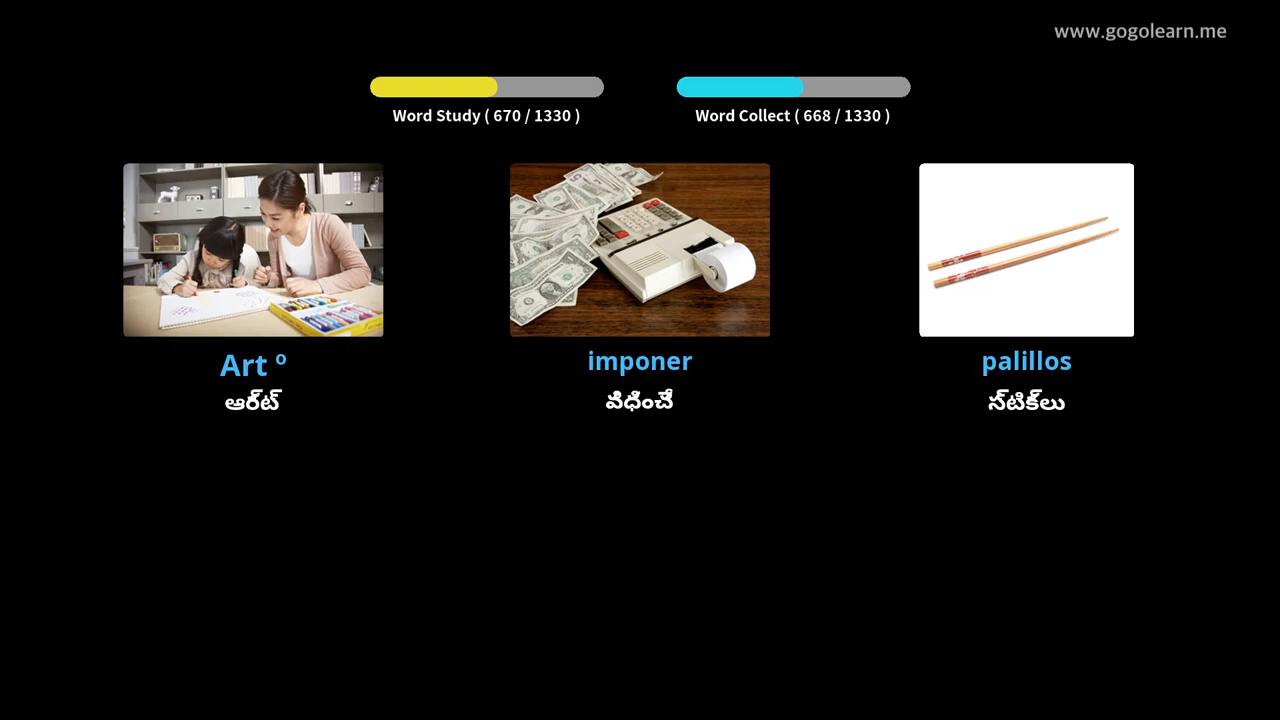 www.gogolearn.me
Word Study ( 670 / 1330 )
Word Collect ( 668 / 1330 )
Art º
ఆర్ట్
imponer
విధించే
palillos
స్టిక్‌లు